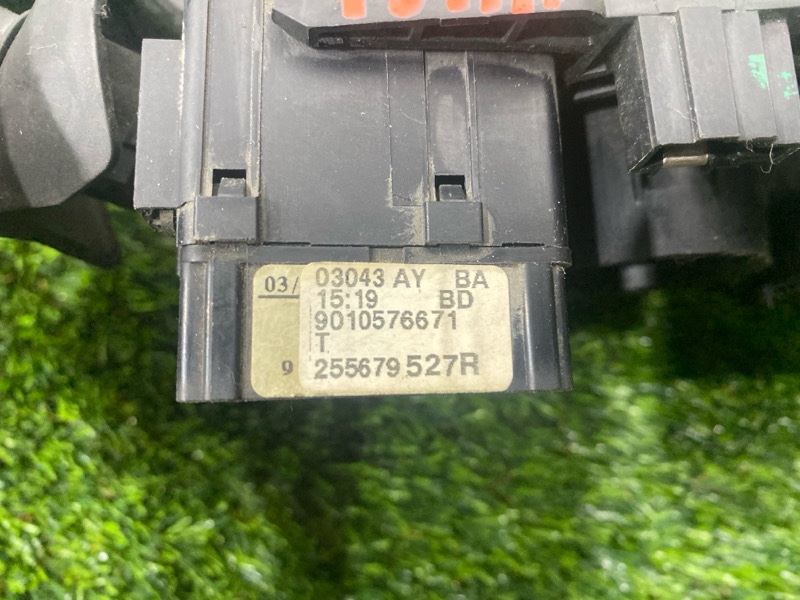 03/ 03043 AY BA
15:19 BD
9010576671
T
9 255679 527R